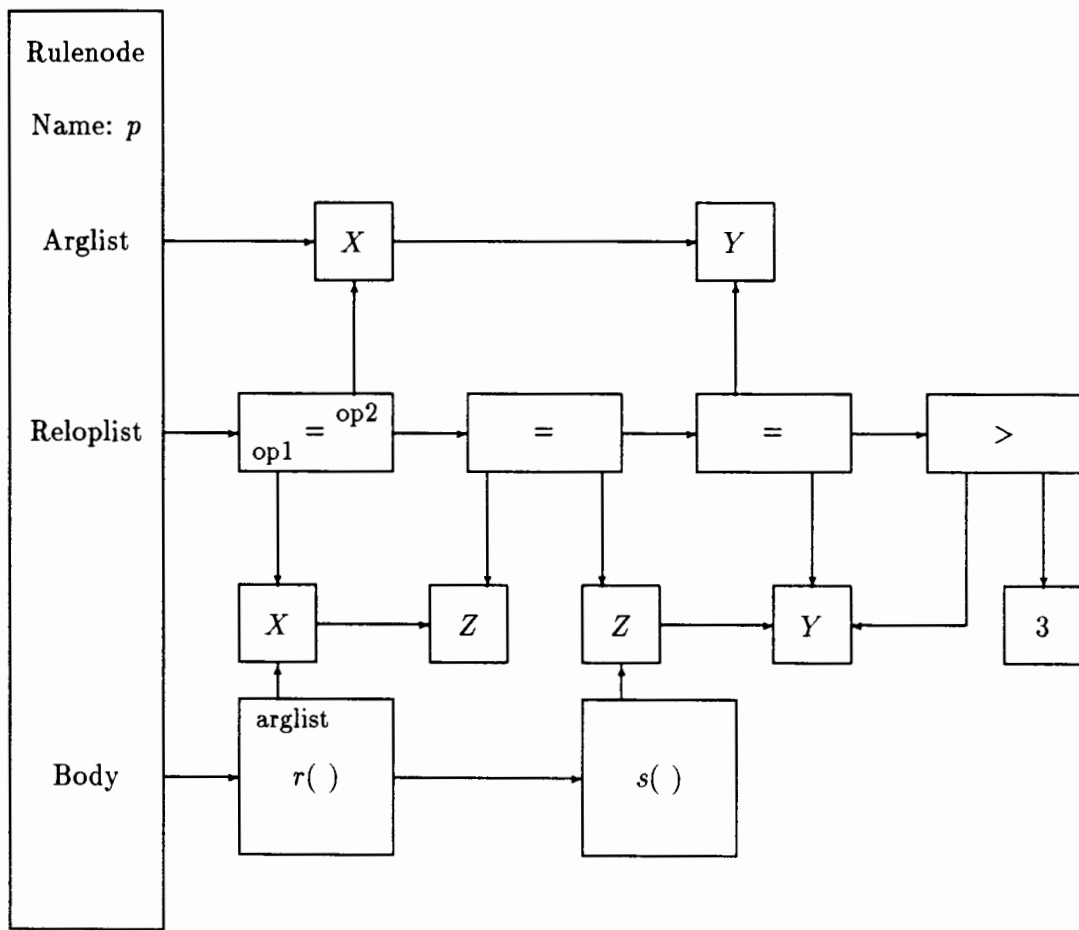 Rulenode
Name: p
Arglist X Y
Reloplist op1 = op2 = = >
X Z Z Y 3
arglist
Body r( ) s( )